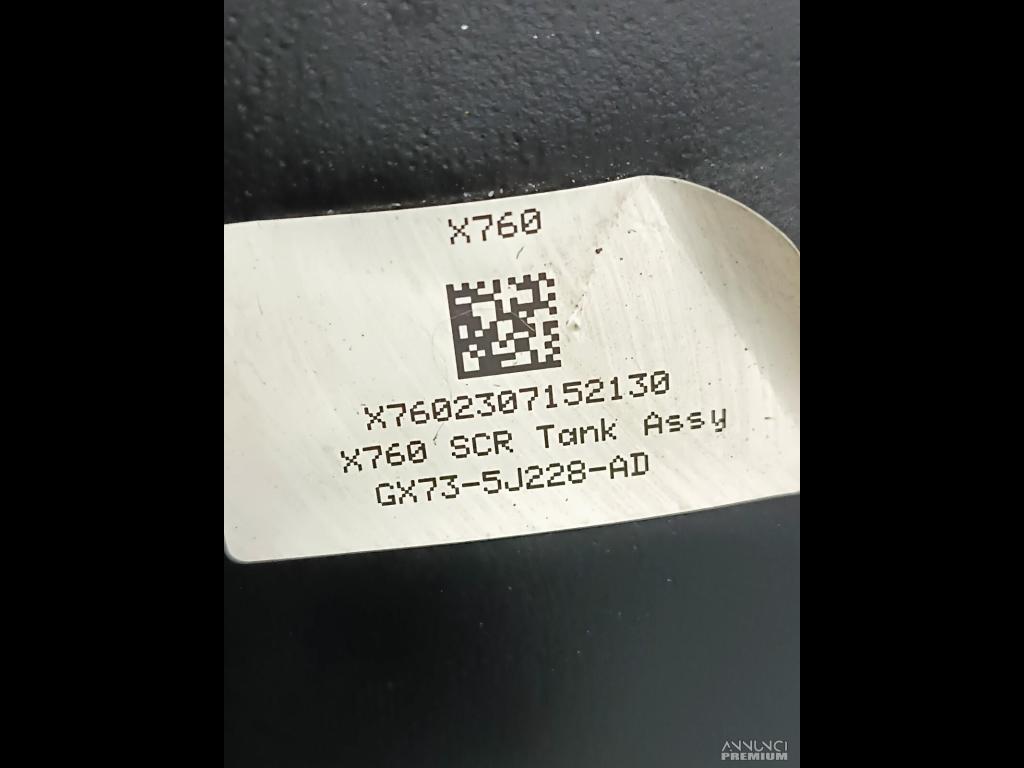 X760
X7602307152130
X760 SCR Tank Assy
GX73-5J228-AD
ANNUNCI
PREMIUM